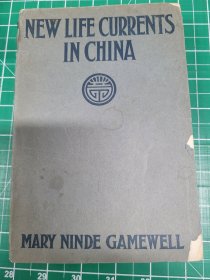 NEW LIFE CURRENTS
IN CHINA
MARY NINDE GAMEWELL